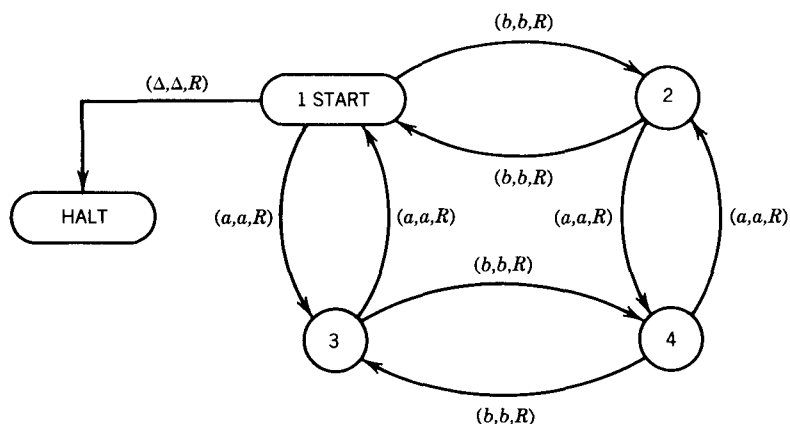 (b,b,R)
(Δ,Δ,R)
1 START
2
(b,b,R)
HALT
(a,a,R)
(a,a,R)
(a,a,R)
(a,a,R)
(b,b,R)
3
4
(b,b,R)